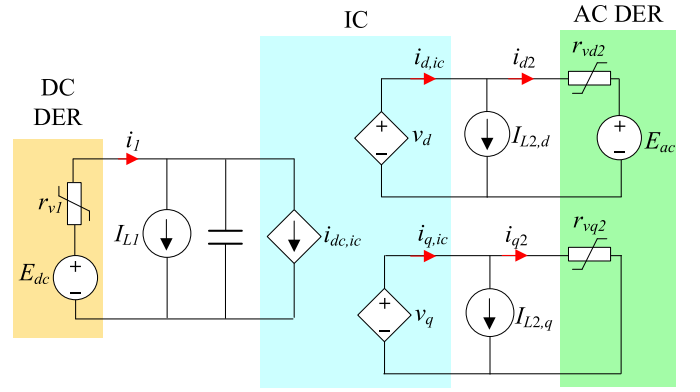 IC
AC DER
DC
DER
i_{d,ic}
i_{d2}
r_{vd2}
+
v_d
−
I_{L2,d}
+
−
E_{ac}
i_1
r_{v1}
I_{L1}
i_{dc,ic}
+
E_{dc}
−
i_{q,ic}
i_{q2}
r_{vq2}
+
v_q
−
I_{L2,q}